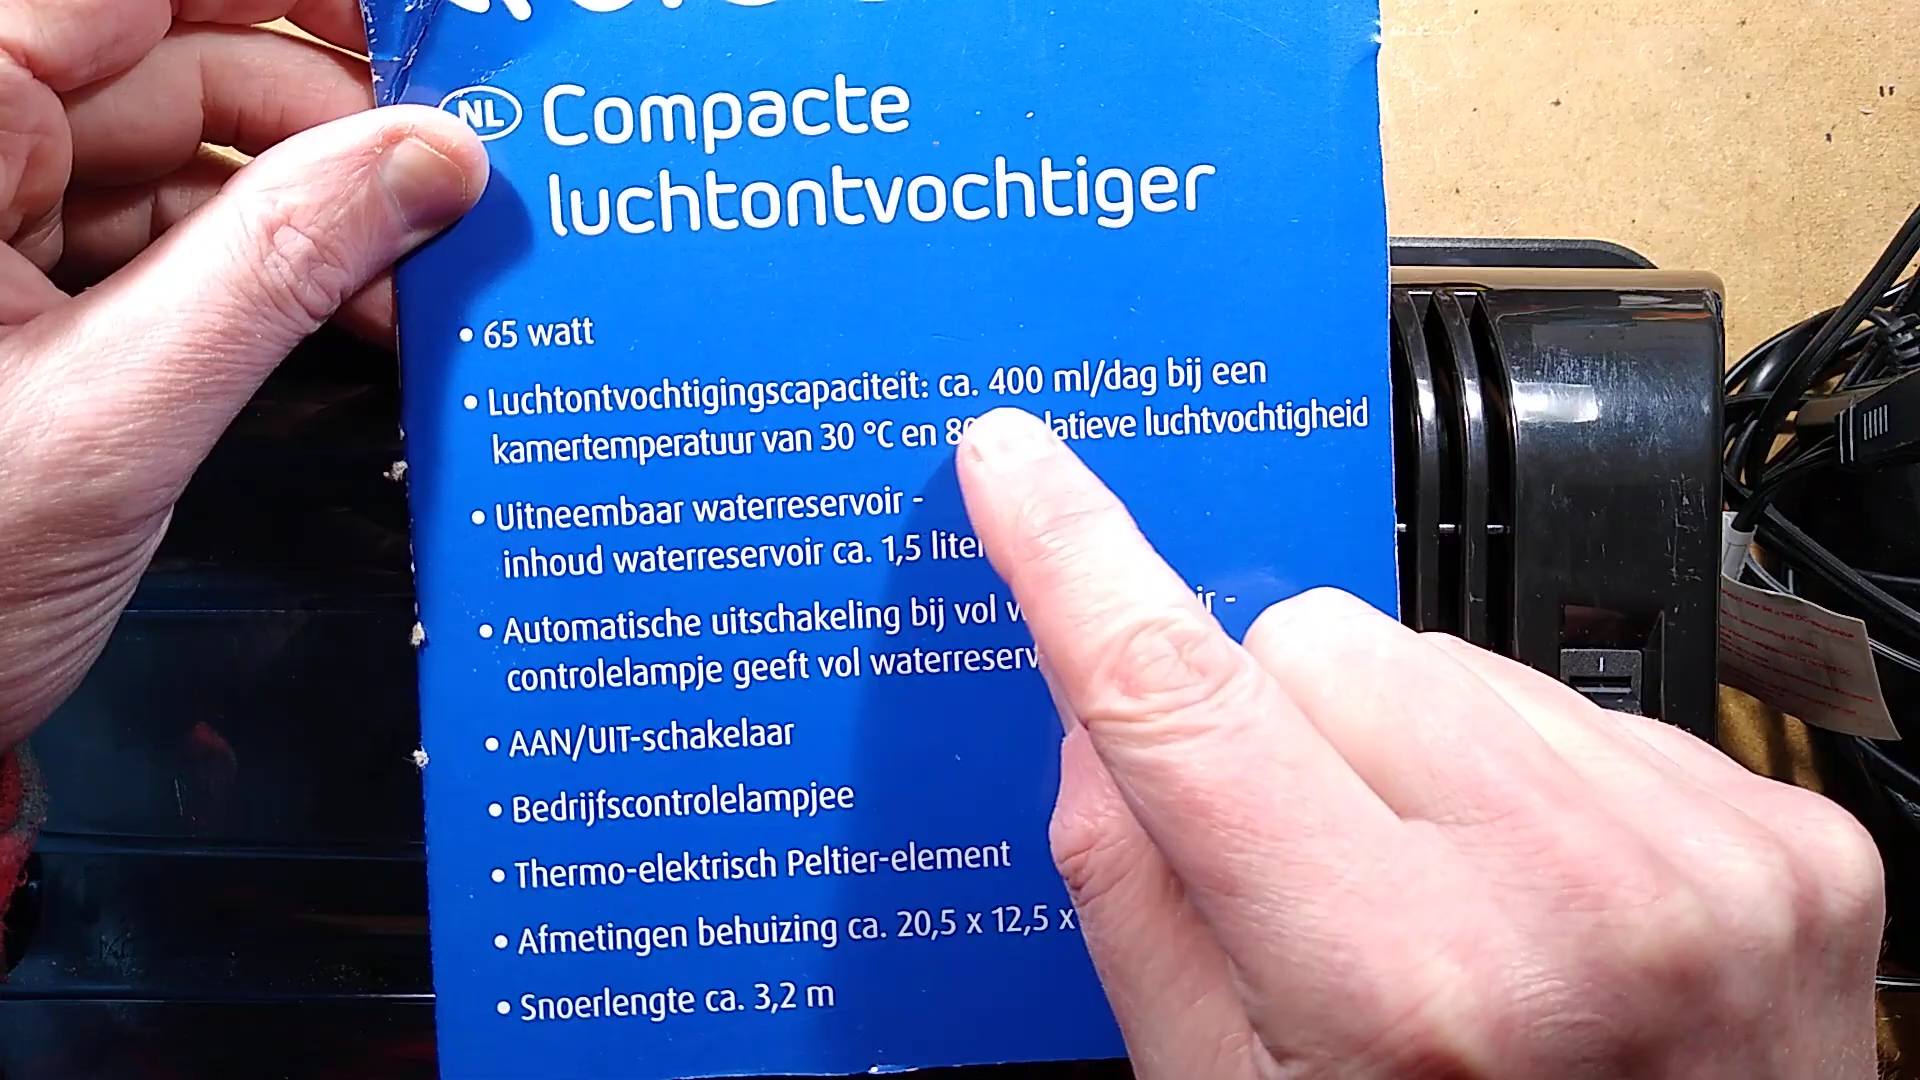 NL Compacte
luchtontvochtiger
• 65 watt
• Luchtontvochtigingscapaciteit: ca. 400 ml/dag bij een
kamertemperatuur van 30 °C en luchtvochtigheid
• Uitneembaar waterreservoir -
inhoud waterreservoir ca. 1,5
• Automatische uitschakeling bij vol -
controlelampje geeft vol
• AAN/UIT-schakelaar
• Bedrijfscontrolelampjee
• Thermo-elektrisch Peltier-element
• Afmetingen behuizing ca. 20,5 x 12,5 x
• Snoerlengte ca. 3,2 m